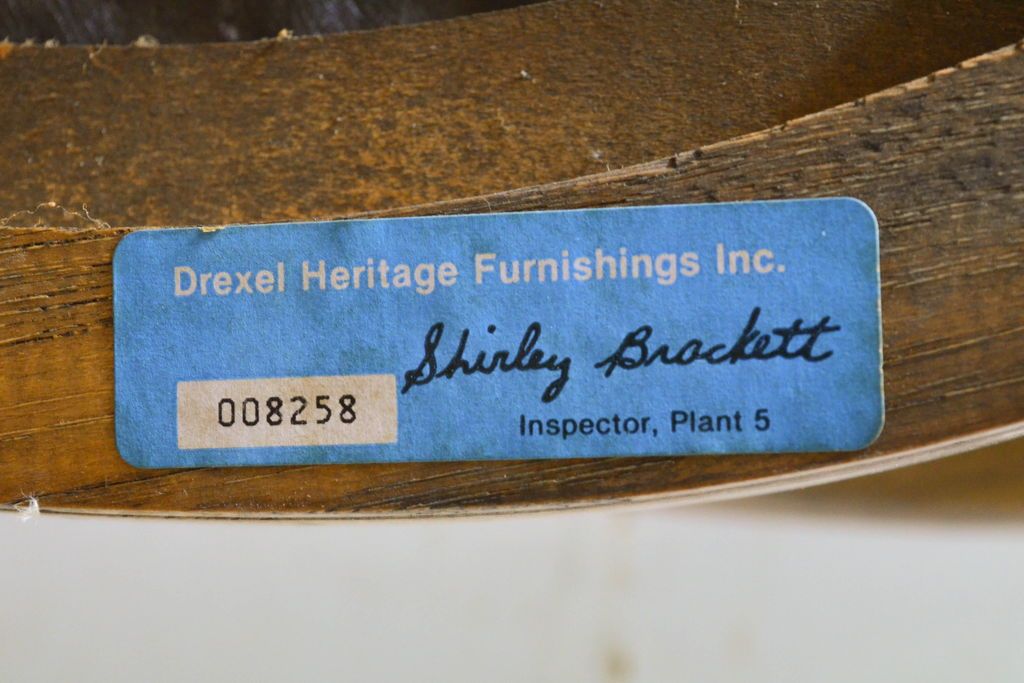 Drexel Heritage Furnishings Inc.
Shirley Brackett
008258
Inspector, Plant 5